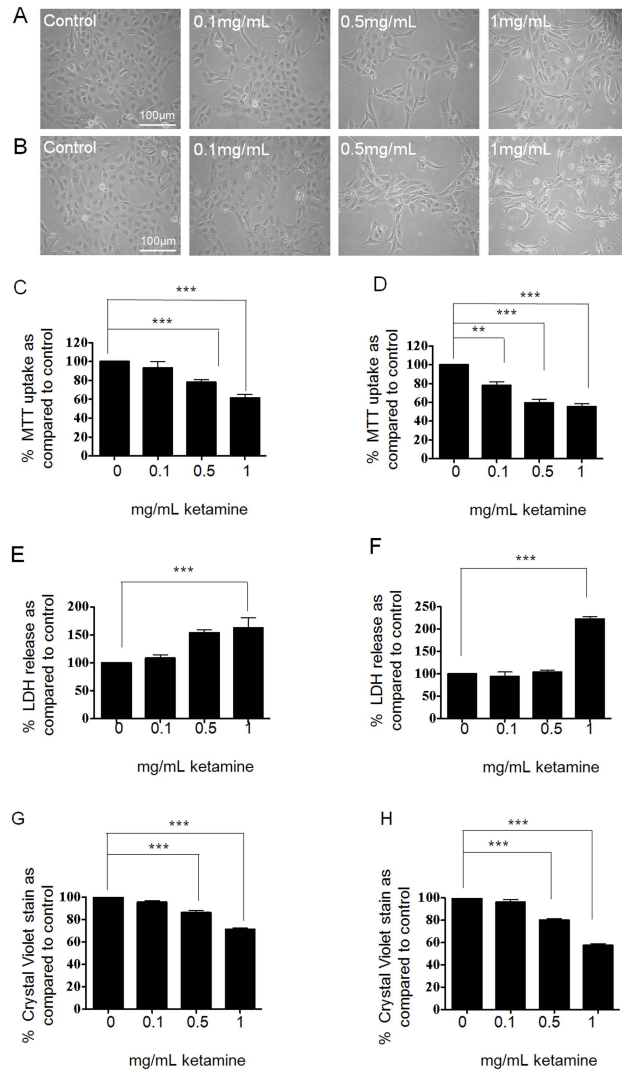 A
Control
0.1mg/mL
0.5mg/mL
1mg/mL
100µm
B
Control
0.1mg/mL
0.5mg/mL
1mg/mL
100µm
C
***
***
% MTT uptake as
compared to control
120
100
80
60
40
20
0
0 0.1 0.5 1
mg/mL ketamine
D
***
***
**
% MTT uptake as
compared to control
120
100
80
60
40
20
0
0 0.1 0.5 1
mg/mL ketamine
E
***
% LDH release as
compared to control
200
150
100
50
0
0 0.1 0.5 1
mg/mL ketamine
F
***
% LDH release as
compared to control
250
200
150
100
50
0
0 0.1 0.5 1
mg/mL ketamine
G
***
***
% Crystal Violet stain as
compared to control
100
80
60
40
20
0
0 0.1 0.5 1
mg/mL ketamine
H
***
***
% Crystal Violet stain as
compared to control
100
80
60
40
20
0
0 0.1 0.5 1
mg/mL ketamine